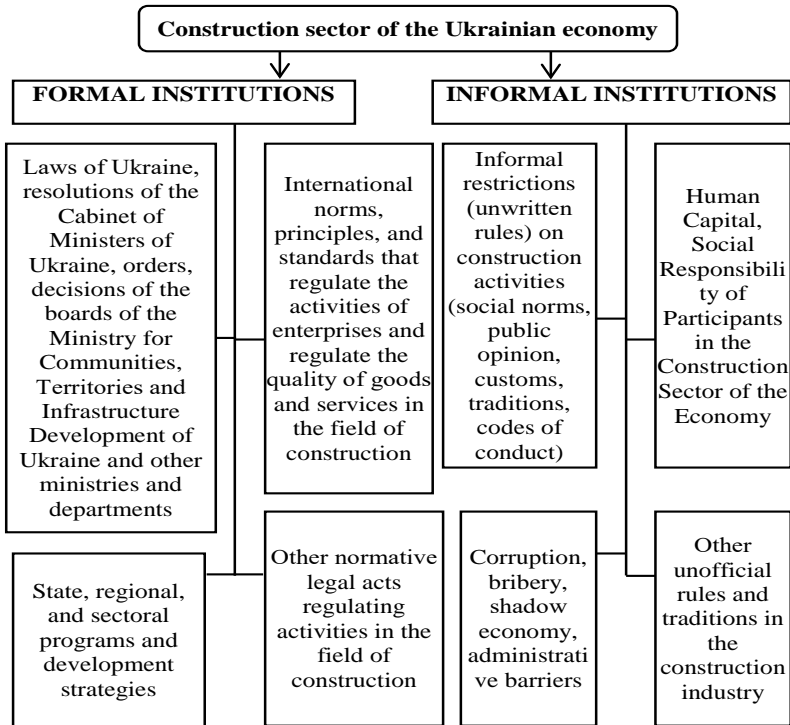 Construction sector of the Ukrainian economy
FORMAL INSTITUTIONS
INFORMAL INSTITUTIONS
Laws of Ukraine,
resolutions of the
Cabinet of
Ministers of
Ukraine, orders,
decisions of the
boards of the
Ministry for
Communities,
Territories and
Infrastructure
Development of
Ukraine and other
ministries and
departments
International
norms,
principles, and
standards that
regulate the
activities of
enterprises and
regulate the
quality of goods
and services in
the field of
construction
Informal
restrictions
(unwritten
rules) on
construction
activities
(social norms,
public
opinion,
customs,
traditions,
codes of
conduct)
Human
Capital,
Social
Responsibili
ty of
Participants
in the
Construction
Sector of the
Economy
State, regional,
and sectoral
programs and
development
strategies
Other normative
legal acts
regulating
activities in the
field of
construction
Corruption,
bribery,
shadow
economy,
administrati
ve barriers
Other
unofficial
rules and
traditions in
the
construction
industry